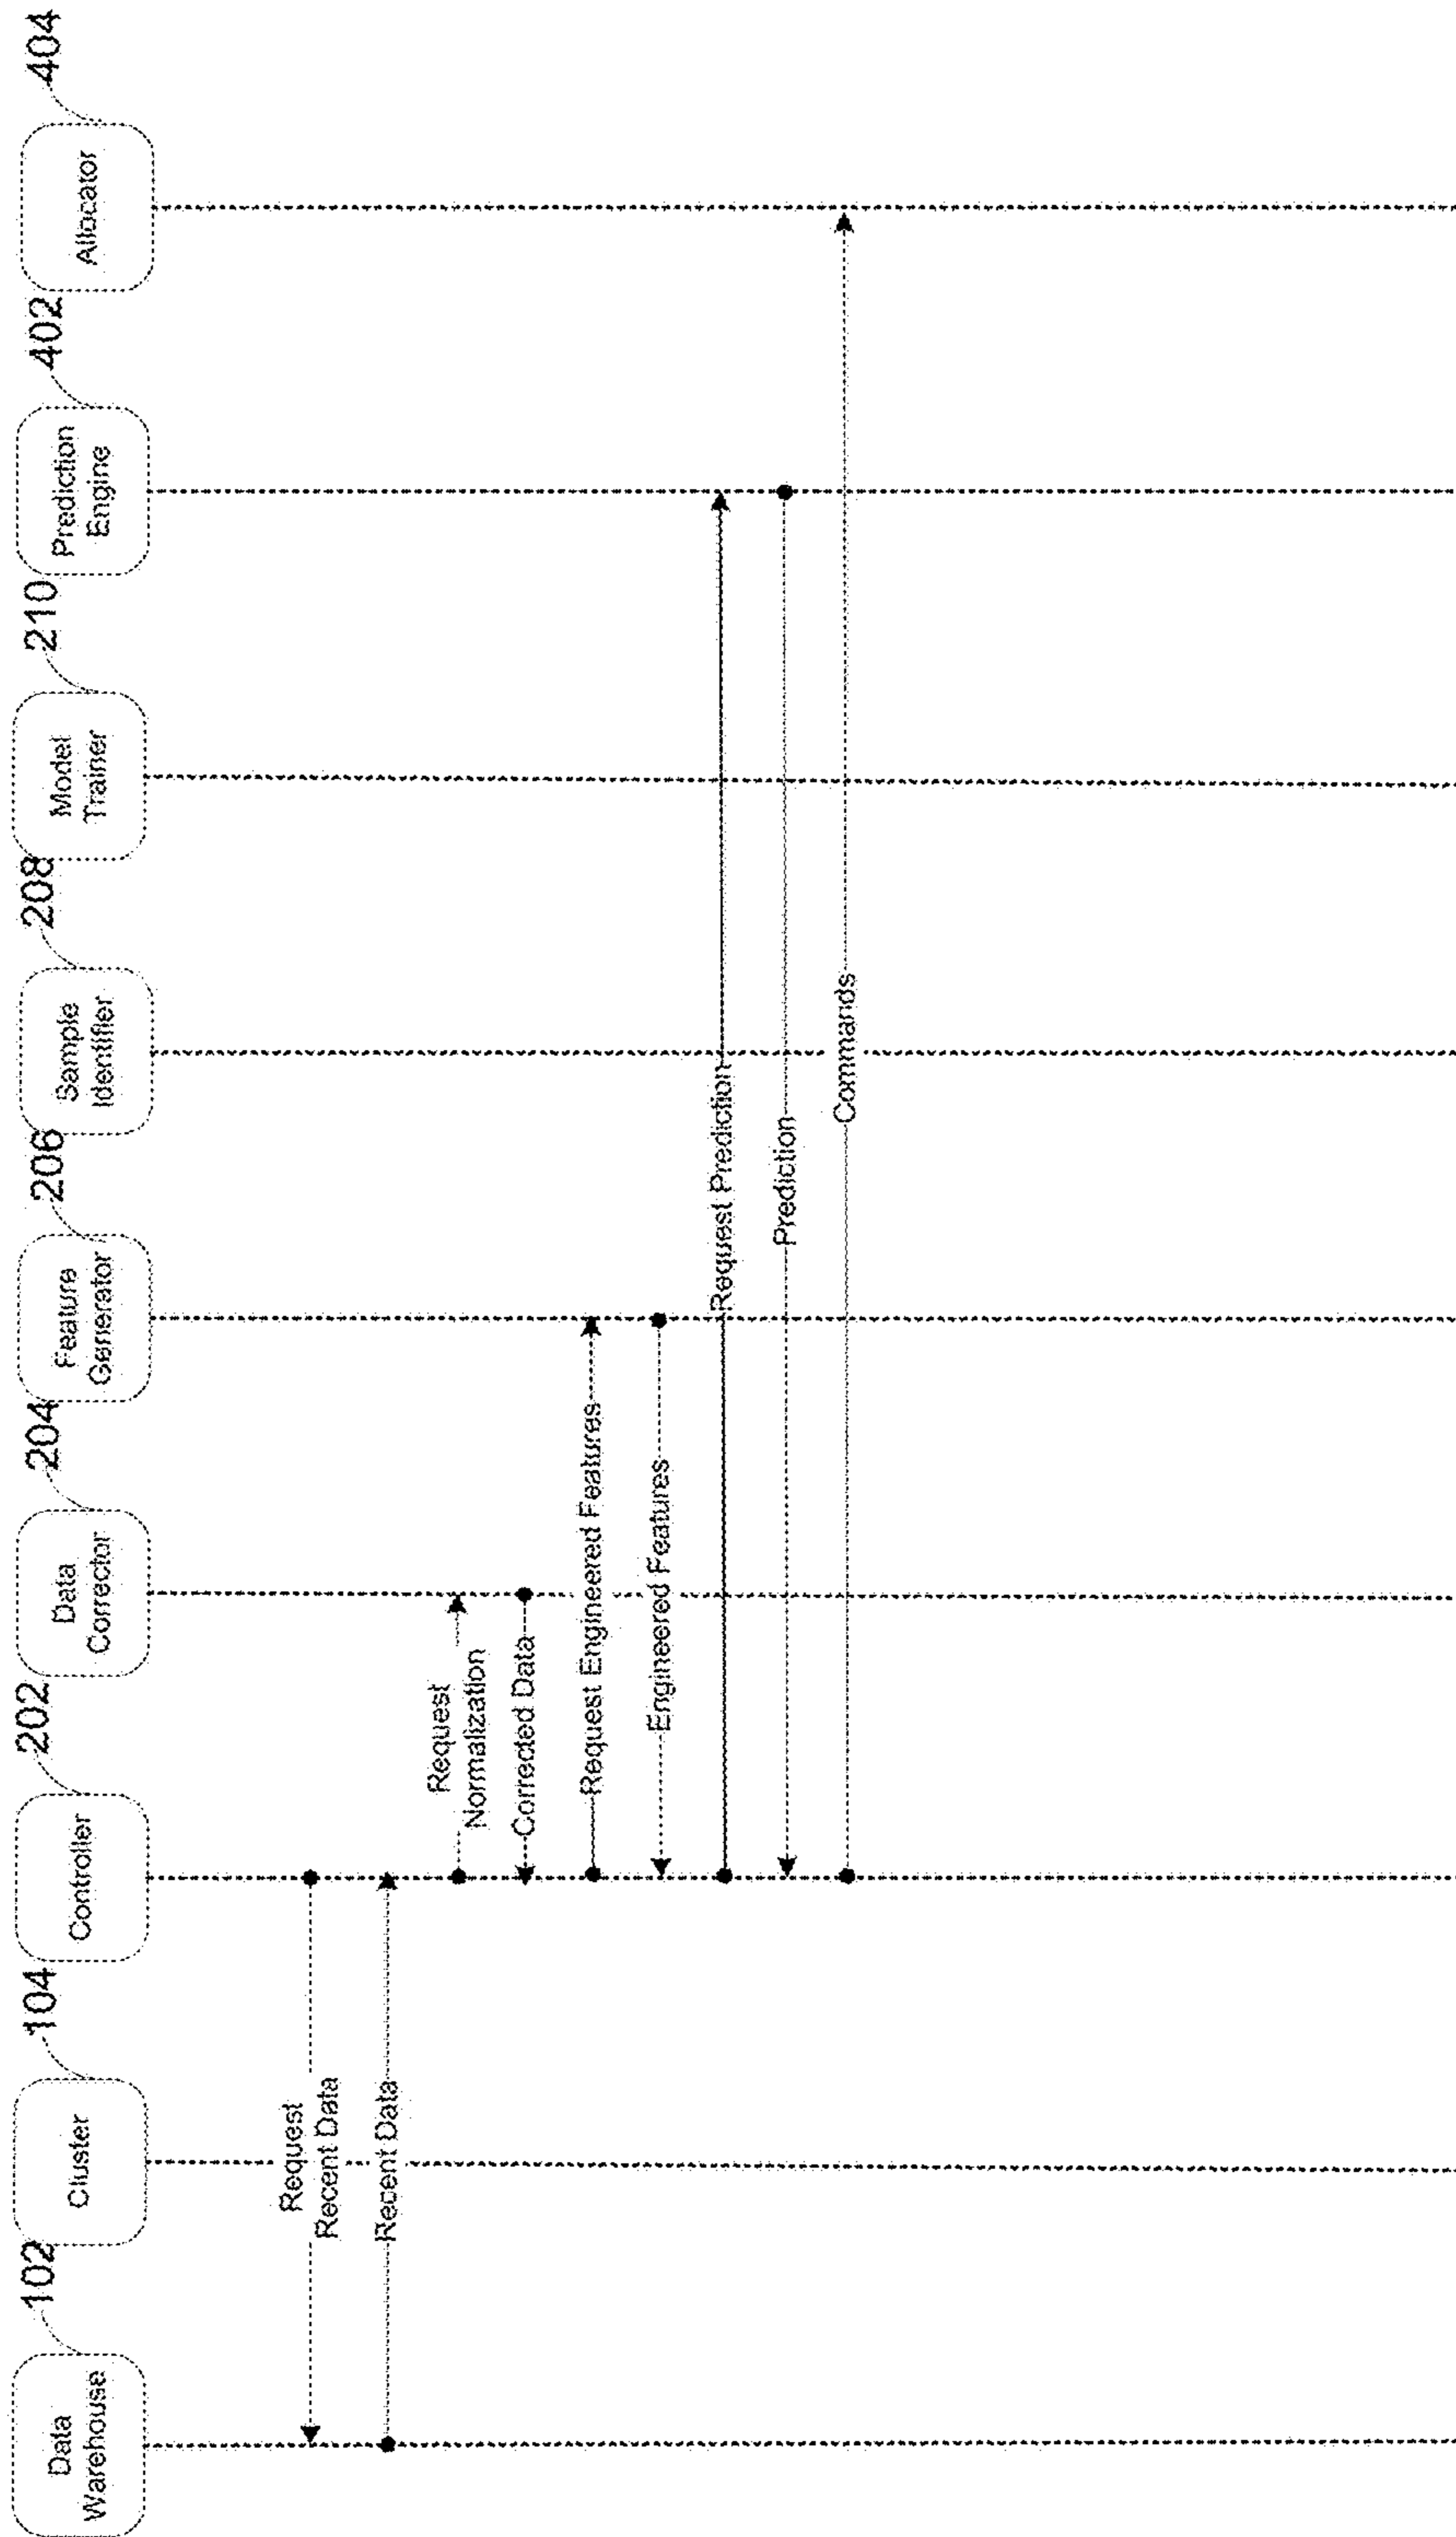 102
Data
Warehouse
104
Cluster
202
Controller
204
Data
Corrector
206
Feature
Generator
208
Sample
Identifier
210
Model
Trainer
402
Prediction
Engine
404
Allocator
Request
Recent Data
Recent Data
Request
Normalization
Corrected Data
Request Engineered Features
Engineered Features
Request Prediction
Prediction
Commands